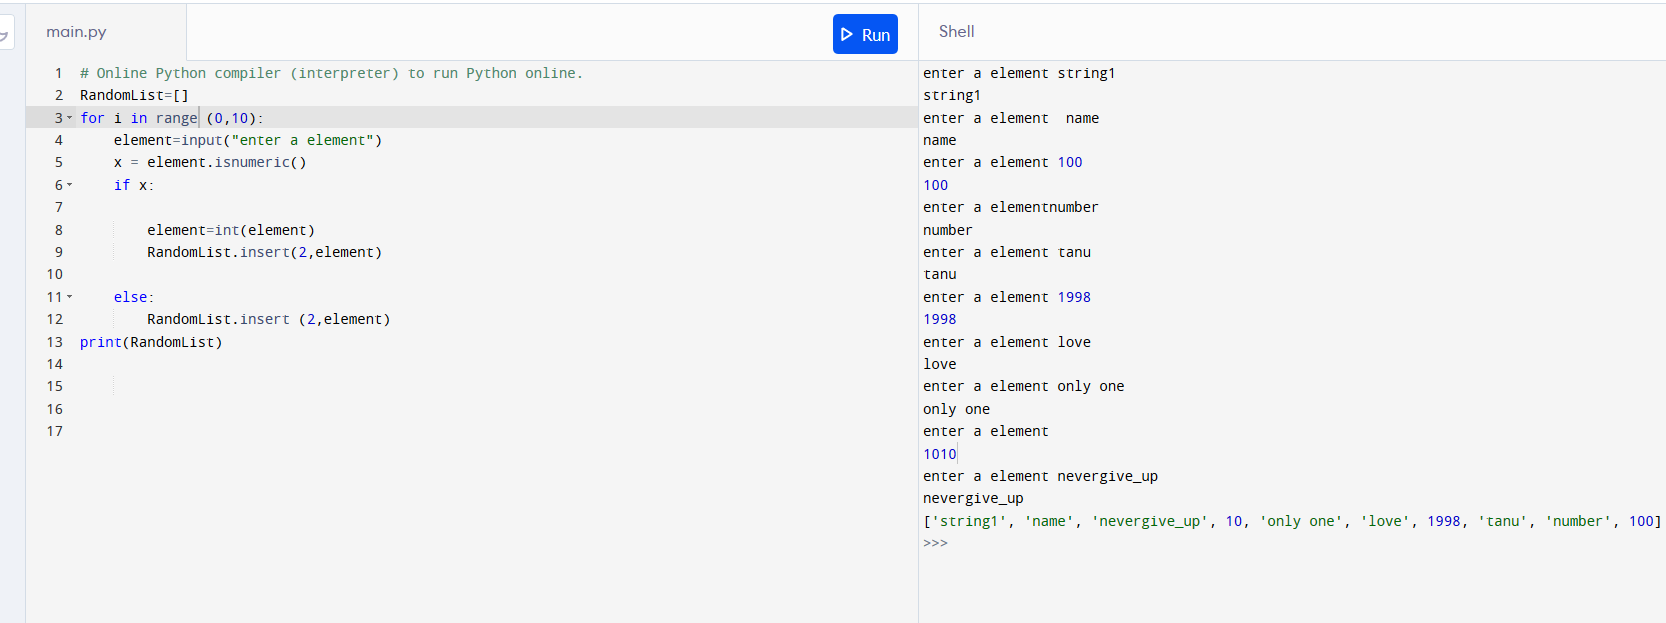 main.py
Run
Shell
1 # Online Python compiler (interpreter) to run Python online.
2 RandomList=[]
3 for i in range (0,10):
4     element=input("enter a element")
5     x = element.isnumeric()
6     if x:
7
8         element=int(element)
9         RandomList.insert(2,element)
10
11     else:
12         RandomList.insert (2,element)
13 print(RandomList)
14
15
16
17
enter a element string1
string1
enter a element  name
name
enter a element 100
100
enter a elementnumber
number
enter a element tanu
tanu
enter a element 1998
1998
enter a element love
love
enter a element only one
only one
enter a element
1010
enter a element nevergive_up
nevergive_up
['string1', 'name', 'nevergive_up', 10, 'only one', 'love', 1998, 'tanu', 'number', 100]
>>>